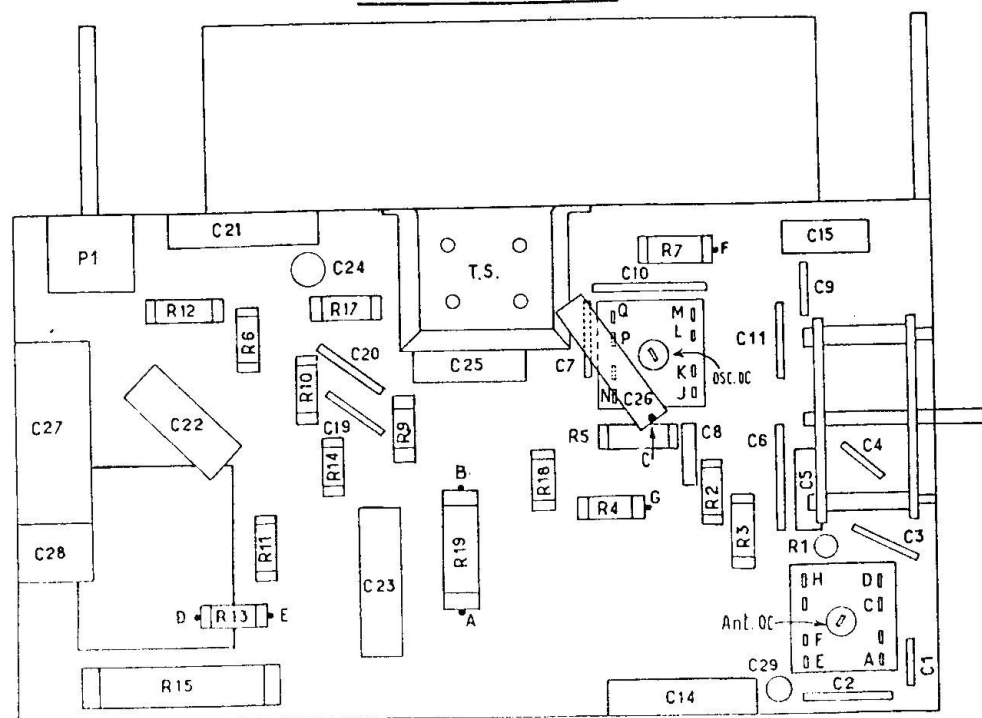 C21
C15
P1
R7
F
T.S.
C24
C10
C9
R12
R17
Q
M
R6
P
L
C11
C20
OSC.OC
C25
C7
K
R10
N
C26
J
C27
C22
C19
R9
R5
C8
C6
C4
R14
C
C5
B
R18
R2
G
R4
R3
C3
R11
R1
C28
R19
C23
H
D
C
D
R13
E
A
Ant.OC
F
E
A
C1
R15
C29
C14
C2